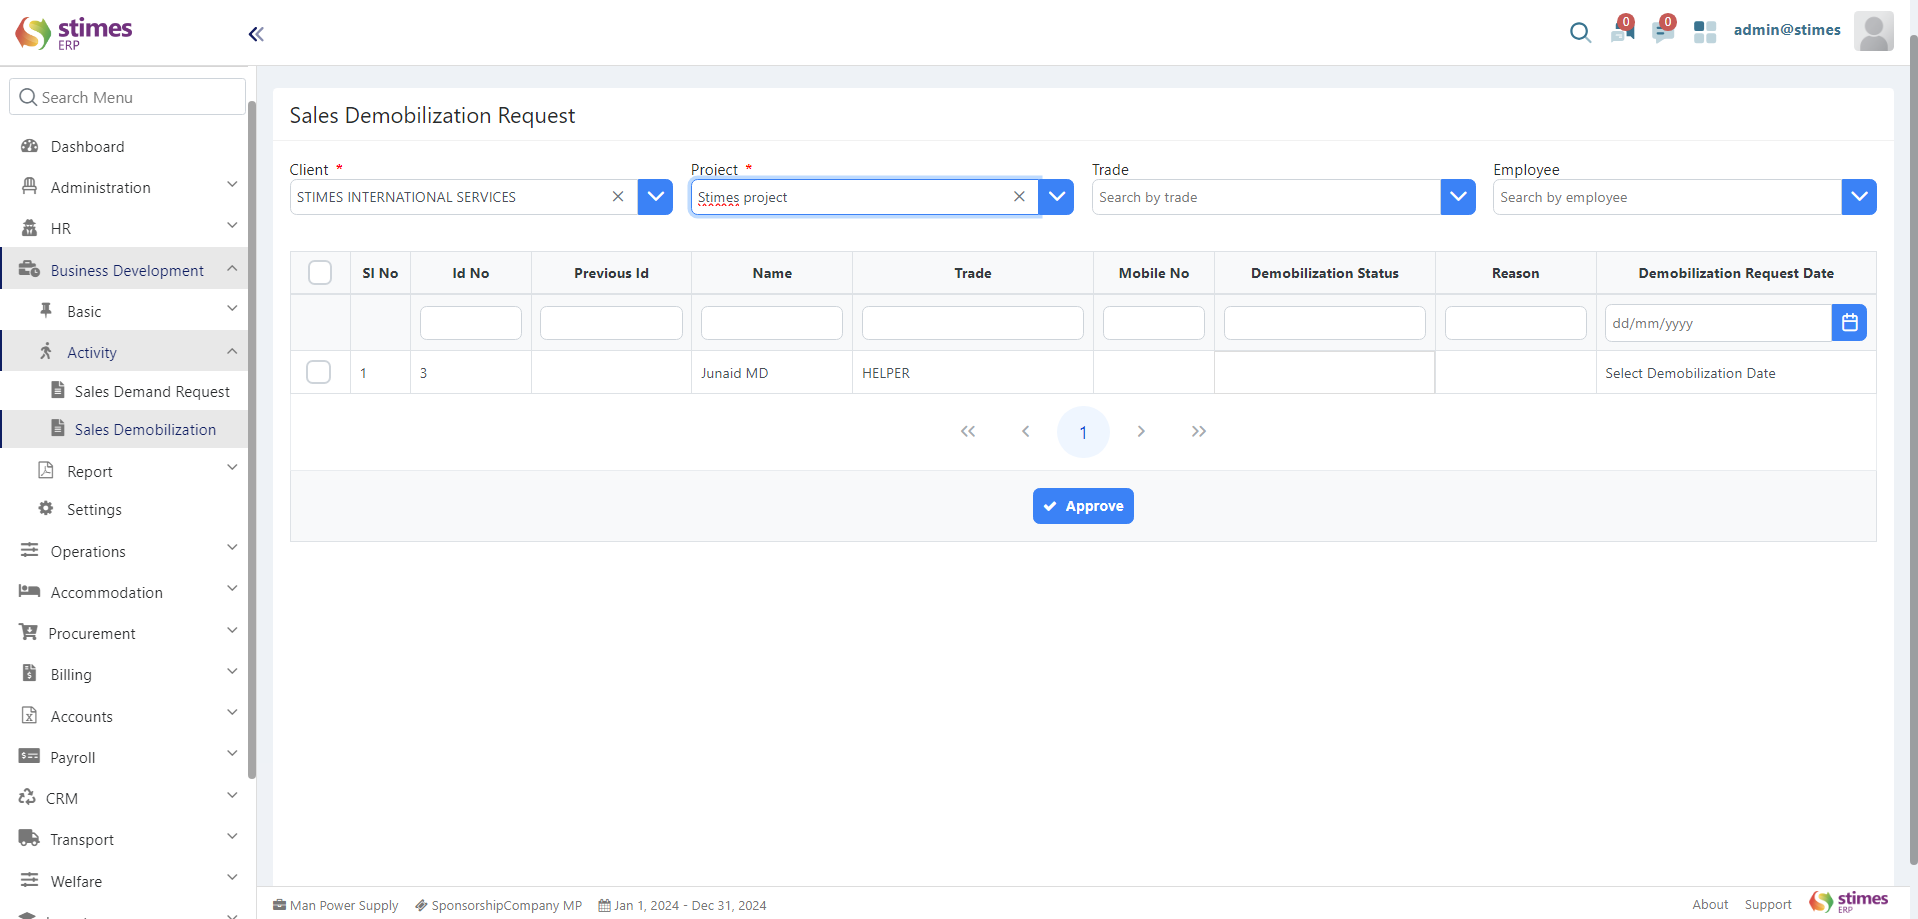 stimes
ERP
0
0
admin@stimes
Search Menu
Dashboard
Administration
HR
Business Development
Basic
Activity
Sales Demand Request
Sales Demobilization
Report
Settings
Operations
Accommodation
Procurement
Billing
Accounts
Payroll
CRM
Transport
Welfare
Sales Demobilization Request
Client * Project * Trade Employee
STIMES INTERNATIONAL SERVICES Stimes project Search by trade Search by employee
Sl No Id No Previous Id Name Trade Mobile No Demobilization Status Reason Demobilization Request Date
dd/mm/yyyy
1 3 Junaid MD HELPER Select Demobilization Date
1
Approve
Man Power Supply SponsorshipCompany MP Jan 1, 2024 - Dec 31, 2024
About Support stimes
ERP